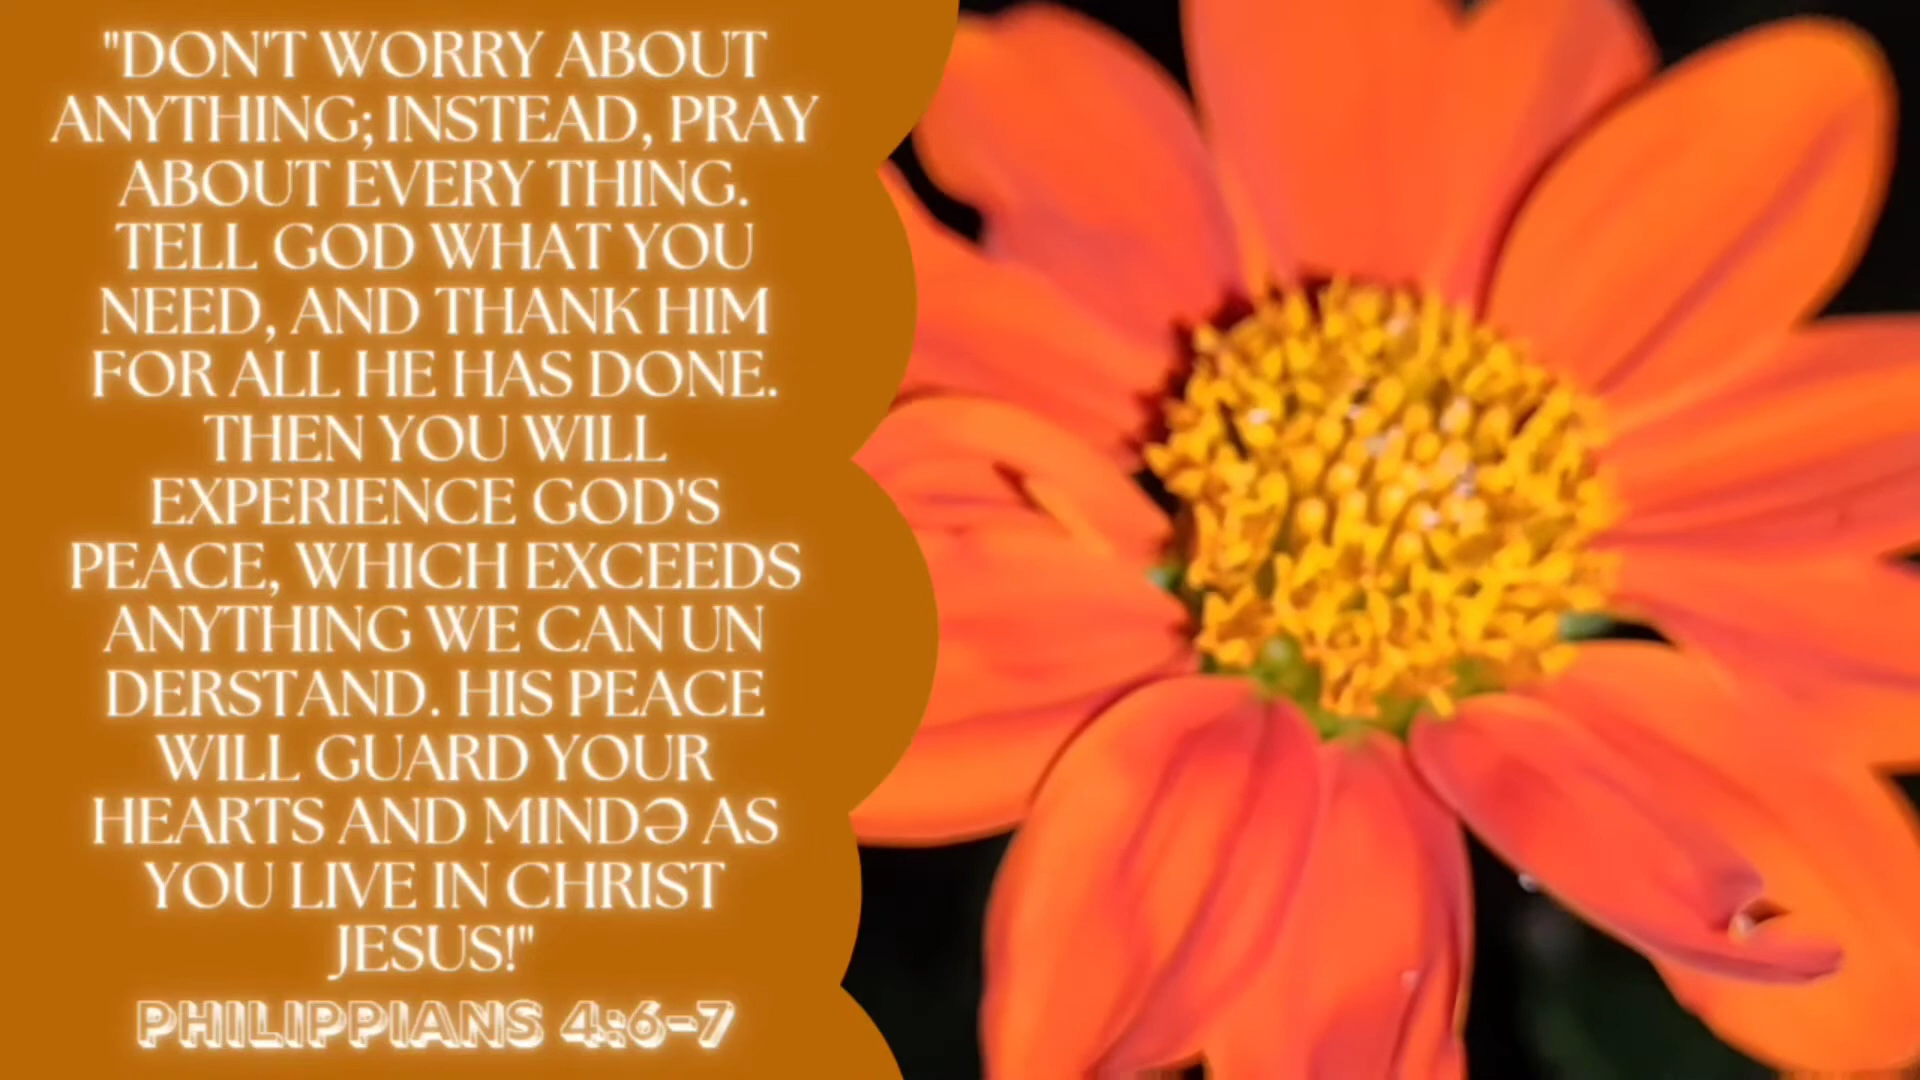 "DON'T WORRY ABOUT
ANYTHING; INSTEAD, PRAY
ABOUT EVERY THING.
TELL GOD WHAT YOU
NEED, AND THANK HIM
FOR ALL HE HAS DONE.
THEN YOU WILL
EXPERIENCE GOD'S
PEACE, WHICH EXCEEDS
ANYTHING WE CAN UN
DERSTAND. HIS PEACE
WILL GUARD YOUR
HEARTS AND MINDƏ AS
YOU LIVE IN CHRIST
JESUS!"
PHILIPPIANS 4:6-7